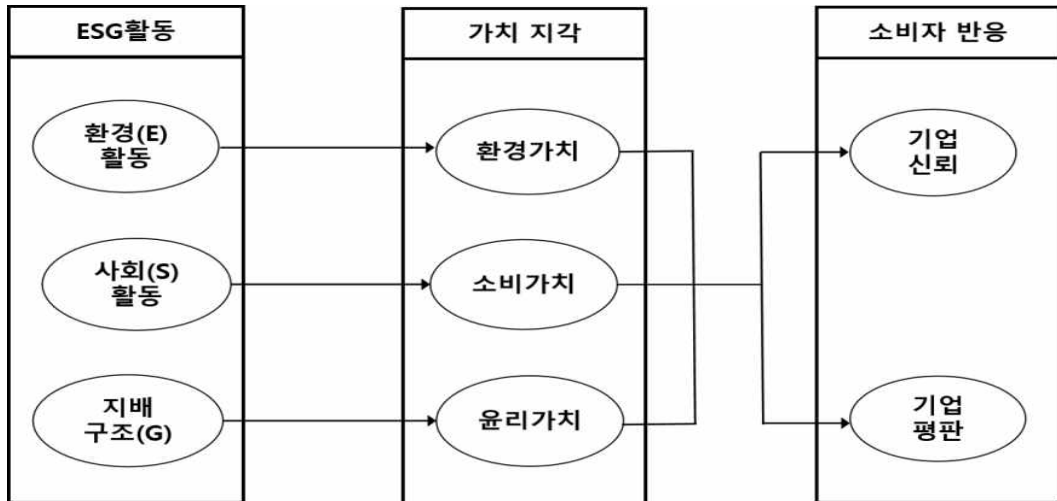 ESG활동
가치 지각
소비자 반응
환경(E)
활동
환경가치
기업
신뢰
사회(S)
활동
소비가치
지배
구조(G)
윤리가치
기업
평판